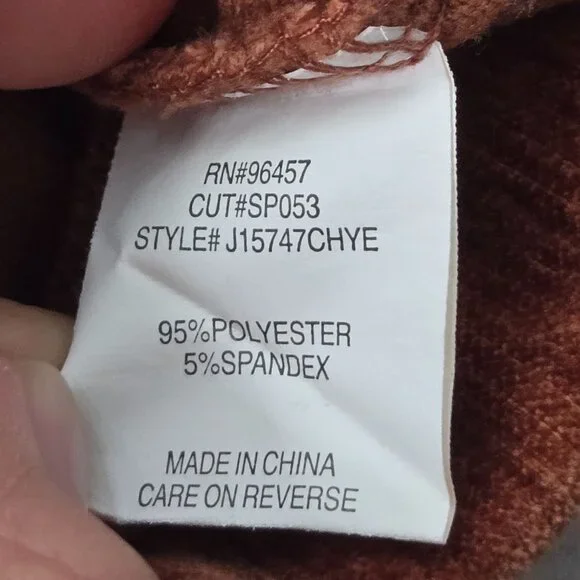 RN#96457
CUT#SP053
STYLE# J15747CHYE
95%POLYESTER
5%SPANDEX
MADE IN CHINA
CARE ON REVERSE